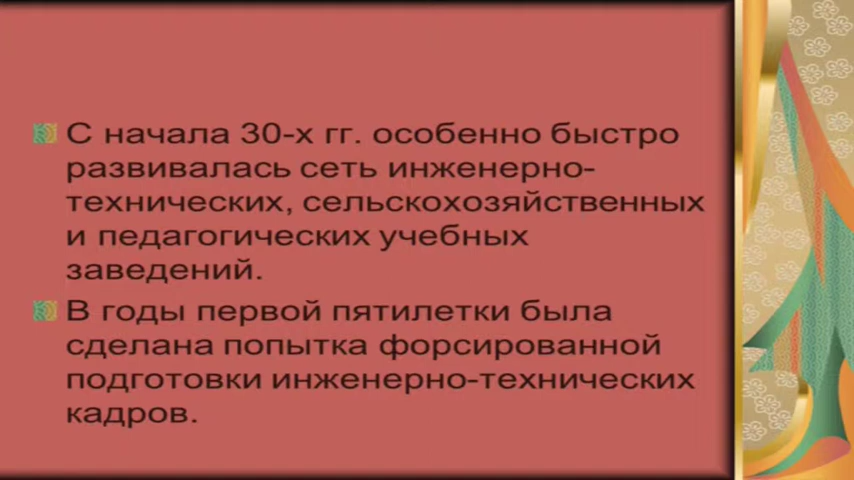 С начала 30-х гг. особенно быстро
развивалась сеть инженерно-
технических, сельскохозяйственных
и педагогических учебных
заведений.
В годы первой пятилетки была
сделана попытка форсированной
подготовки инженерно-технических
кадров.